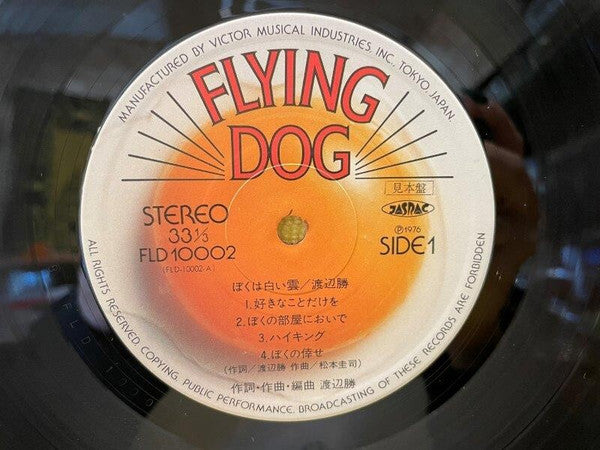 MANUFACTURED BY VICTOR MUSICAL INDUSTRIES, INC., TOKYO, JAPAN.
FLYING
DOG
見本盤
JASRAC
STEREO
33 1/3
FLD 10002
(FLD-10002-A)
Ⓟ1976
SIDE 1
ぼくは白い雲/渡辺勝
1.好きなことだけを
2.ぼくの部屋においで
3.ハイキング
4.ぼくの倖せ
(作詞/渡辺勝 作曲/松本圭司)
作詞・作曲・編曲 渡辺勝
ALL RIGHTS RESERVED. COPYING, PUBLIC PERFORMANCE, BROADCASTING OF THESE RECORDS ARE FORBIDDEN